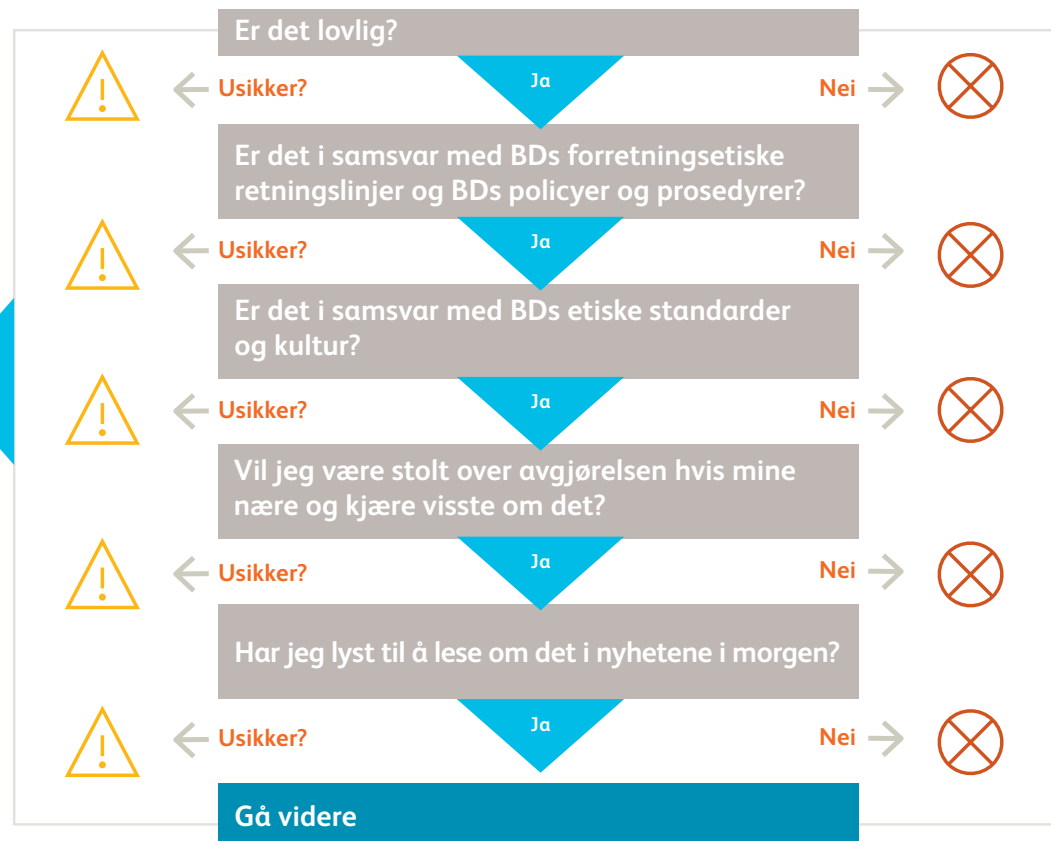 Er det lovlig?
Ja
Usikker?
Nei
Er det i samsvar med BDs forretningsetiske
retningslinjer og BDs policyer og prosedyrer?
Ja
Usikker?
Nei
Er det i samsvar med BDs etiske standarder
og kultur?
Ja
Usikker?
Nei
Vil jeg være stolt over avgjørelsen hvis mine
nære og kjære visste om det?
Ja
Usikker?
Nei
Har jeg lyst til å lese om det i nyhetene i morgen?
Ja
Usikker?
Nei
Gå videre